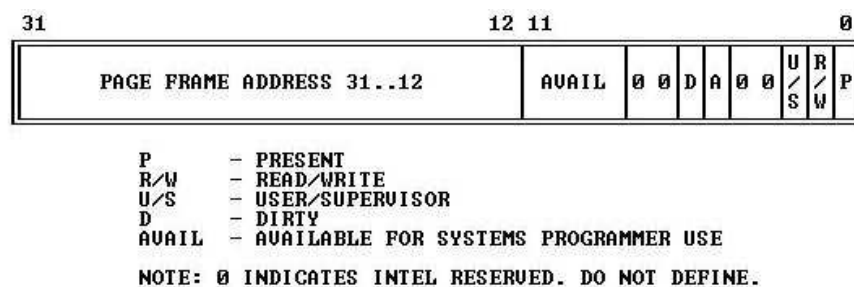 31 12 11 0
PAGE FRAME ADDRESS 31..12 AVAIL 0 0 D A 0 0 U/S R/W P
P - PRESENT
R/W - READ/WRITE
U/S - USER/SUPERVISOR
D - DIRTY
AVAIL - AVAILABLE FOR SYSTEMS PROGRAMMER USE
NOTE: 0 INDICATES INTEL RESERVED. DO NOT DEFINE.